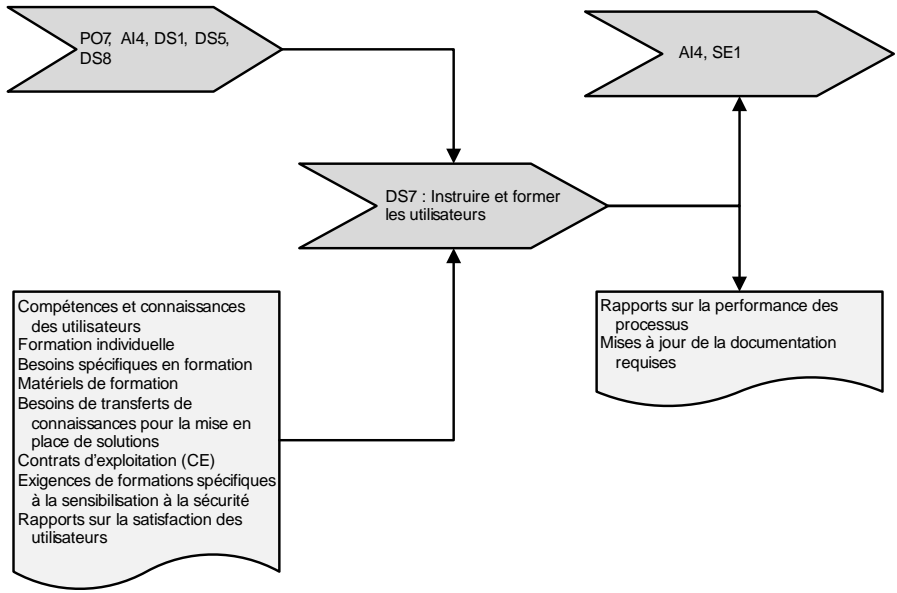 PO7, AI4, DS1, DS5,
DS8
AI4, SE1
DS7 : Instruire et former
les utilisateurs
Compétences et connaissances
des utilisateurs
Formation individuelle
Besoins spécifiques en formation
Matériels de formation
Besoins de transferts de
connaissances pour la mise en
place de solutions
Contrats d'exploitation (CE)
Exigences de formations spécifiques
à la sensibilisation à la sécurité
Rapports sur la satisfaction des
utilisateurs
Rapports sur la performance des
processus
Mises à jour de la documentation
requises